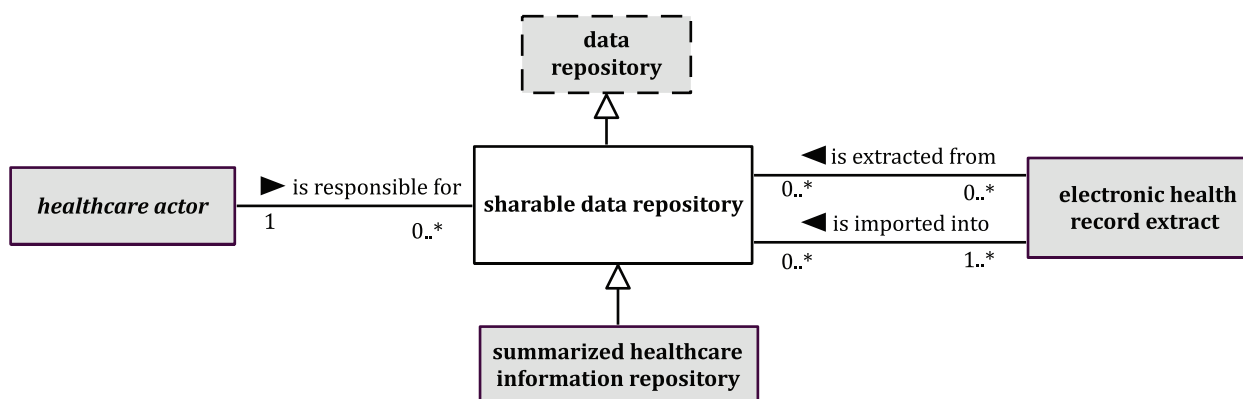 data
repository
◀ is extracted from
▶ is responsible for
0..*
0..*
electronic health
healthcare actor
sharable data repository
record extract
1
0..*
◀ is imported into
0..*
1..*
summarized healthcare
information repository